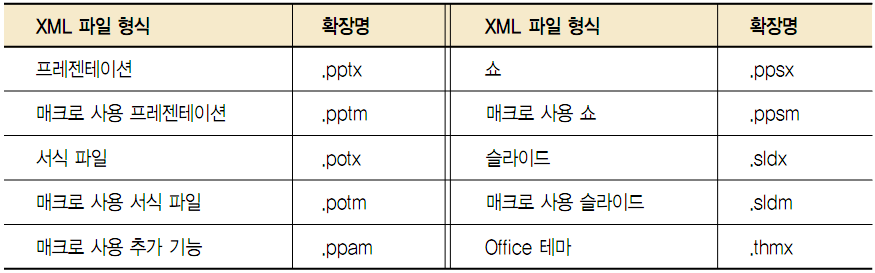 XML 파일 형식 확장명 XML 파일 형식 확장명
프레젠테이션 .pptx 쇼 .ppsx
매크로 사용 프레젠테이션 .pptm 매크로 사용 쇼 .ppsm
서식 파일 .potx 슬라이드 .sldx
매크로 사용 서식 파일 .potm 매크로 사용 슬라이드 .sldm
매크로 사용 추가 기능 .ppam Office 테마 .thmx